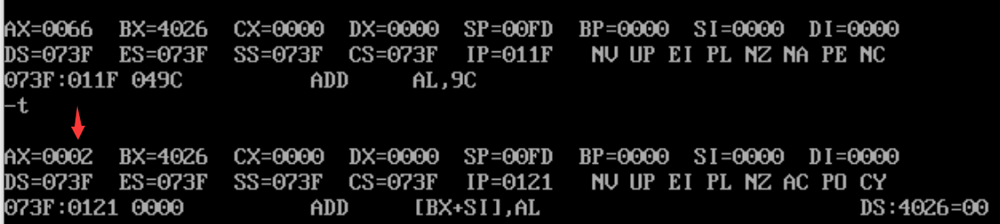 AX=0066 BX=4026 CX=0000 DX=0000 SP=00FD BP=0000 SI=0000 DI=0000
DS=073F ES=073F SS=073F CS=073F IP=011F NV UP EI PL NZ NA PE NC
073F:011F 049C ADD AL,9C
-t
AX=0002 BX=4026 CX=0000 DX=0000 SP=00FD BP=0000 SI=0000 DI=0000
DS=073F ES=073F SS=073F CS=073F IP=0121 NV UP EI PL NZ AC PO CY
073F:0121 0000 ADD [BX+SI],AL DS:4026=00